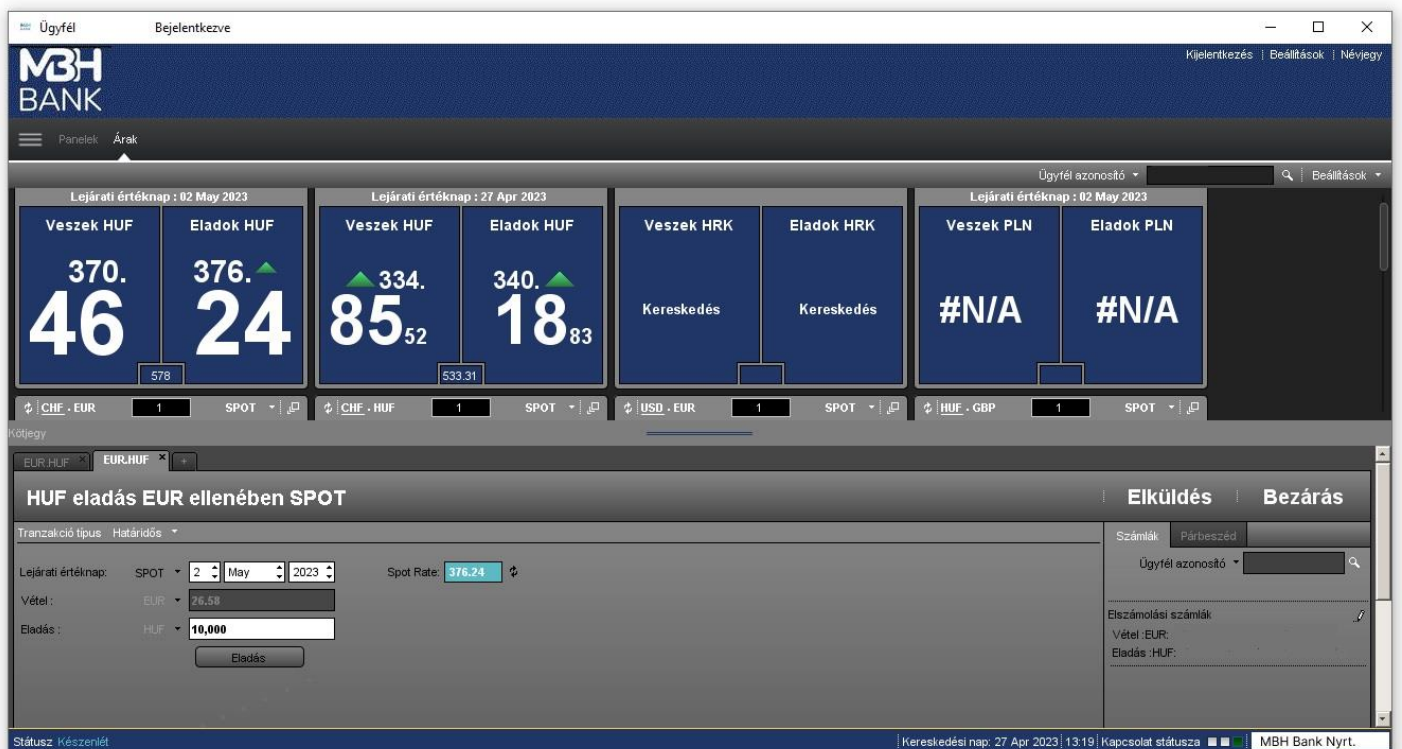 Ügyfél Bejelentkezve
MBH BANK
Kijelentkezés | Beállítások | Névjegy
Panelek Árak
Ügyfél azonosító Beállítások
Lejárati értéknap : 02 May 2023
Veszek HUF Eladok HUF
370. 376.
46 24
578
Lejárati értéknap : 27 Apr 2023
Veszek HUF Eladok HUF
334. 340.
85 52 18 83
533.31
Veszek HRK Eladok HRK
Kereskedés Kereskedés
Lejárati értéknap : 02 May 2023
Veszek PLN Eladok PLN
#N/A #N/A
CHF . EUR 1 SPOT
CHF . HUF 1 SPOT
USD . EUR 1 SPOT
HUF . GBP 1 SPOT
Kötjegy
EUR.HUF × EUR.HUF × +
HUF eladás EUR ellenében SPOT
Elküldés Bezárás
Tranzakció típus Határidős
Lejárati értéknap: SPOT 2 May 2023 Spot Rate: 376.24
Vétel : EUR 26.58
Eladás : HUF 10,000
Eladás
Számlák Párbeszéd
Ügyfél azonosító
Elszámolási számlák
Vétel :EUR:
Eladás :HUF:
Státusz Készenlét
Kereskedési nap: 27 Apr 2023 13:19 Kapcsolat státusza MBH Bank Nyrt.